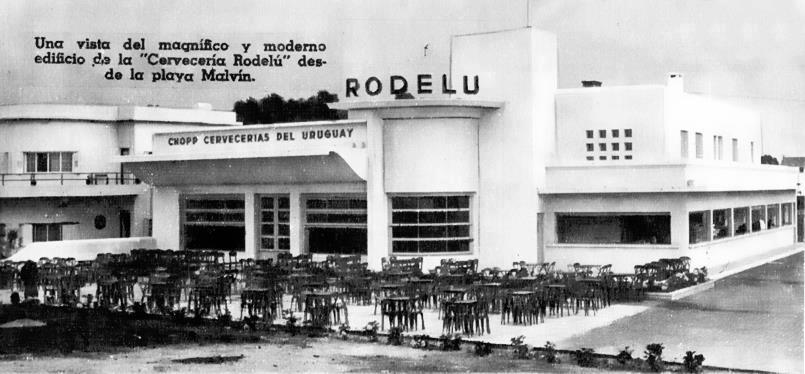 Una vista del magnífico y moderno
edificio de la "Cervecería Rodelú" des-
de la playa Malvín.
RODELU
CHOPP CERVECERIAS DEL URUGUAY